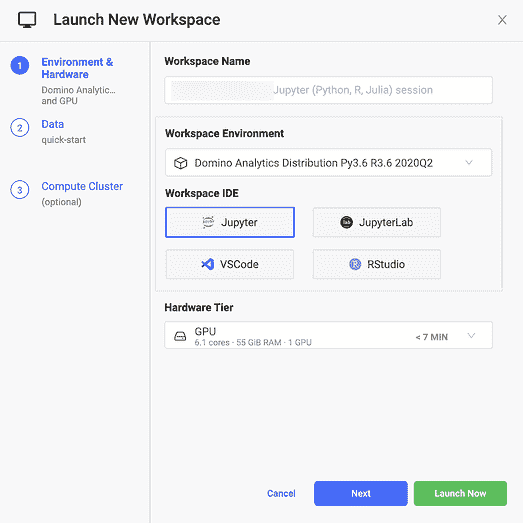 Launch New Workspace
1
Environment &
Hardware
Domino Analytic...
and GPU
2
Data
quick-start
3
Compute Cluster
(optional)
Workspace Name
Jupyter (Python, R, Julia) session
Workspace Environment
Domino Analytics Distribution Py3.6 R3.6 2020Q2
Workspace IDE
Jupyter
lab JupyterLab
VSCode
R RStudio
Hardware Tier
GPU
6.1 cores · 55 GiB RAM · 1 GPU
< 7 MIN
Cancel
Next
Launch Now